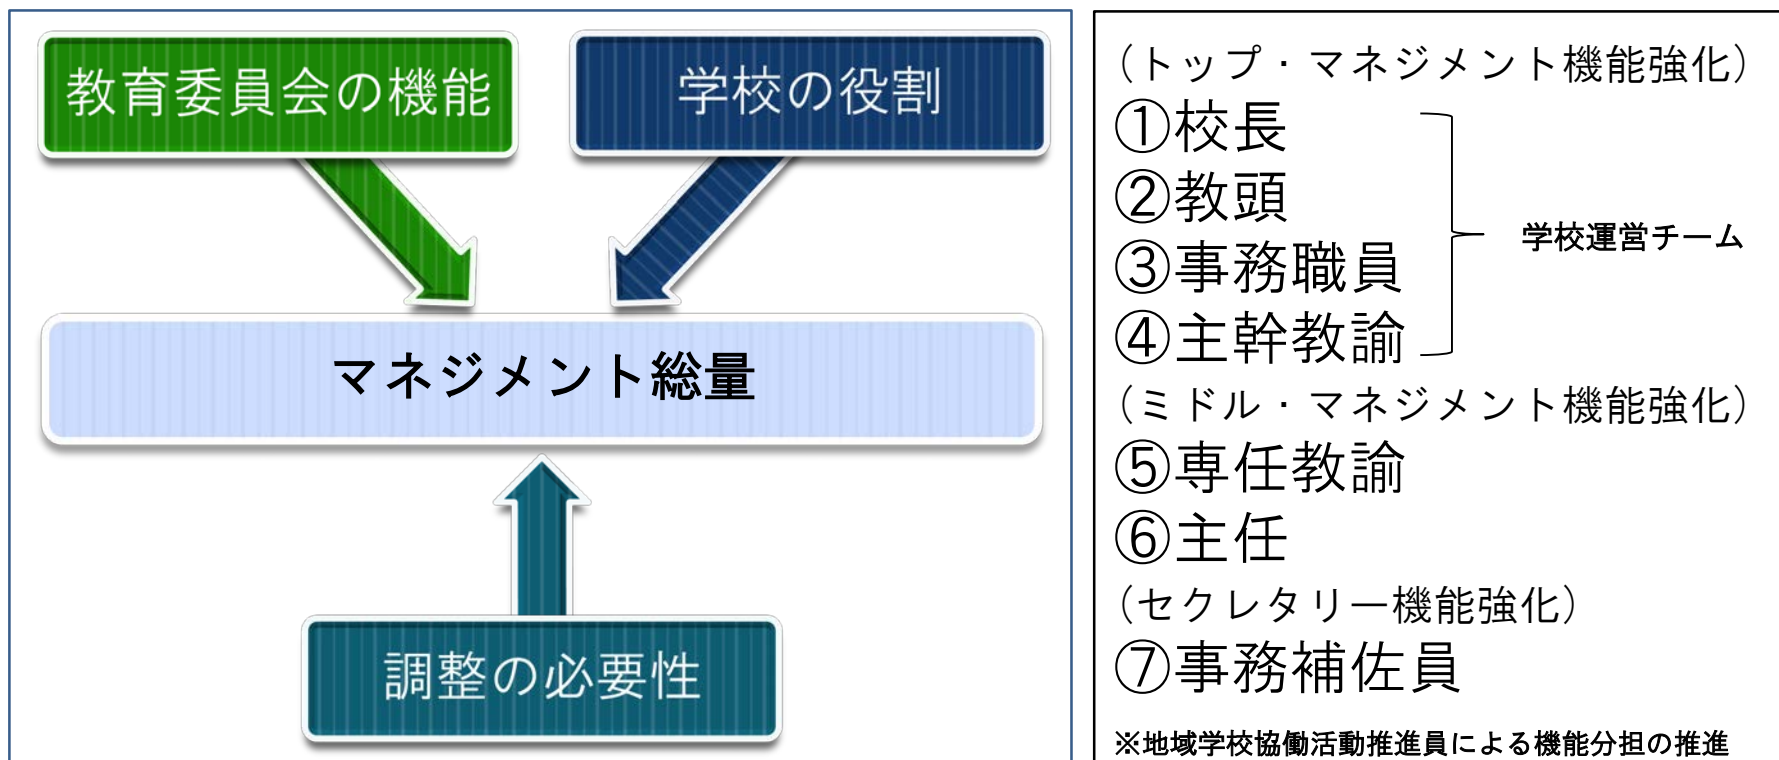 教育委員会の機能
学校の役割
マネジメント総量
調整の必要性
（トップ・マネジメント機能強化）
①校長
②教頭
③事務職員
④主幹教諭
学校運営チーム
（ミドル・マネジメント機能強化）
⑤専任教諭
⑥主任
（セクレタリー機能強化）
⑦事務補佐員
※地域学校協働活動推進員による機能分担の推進